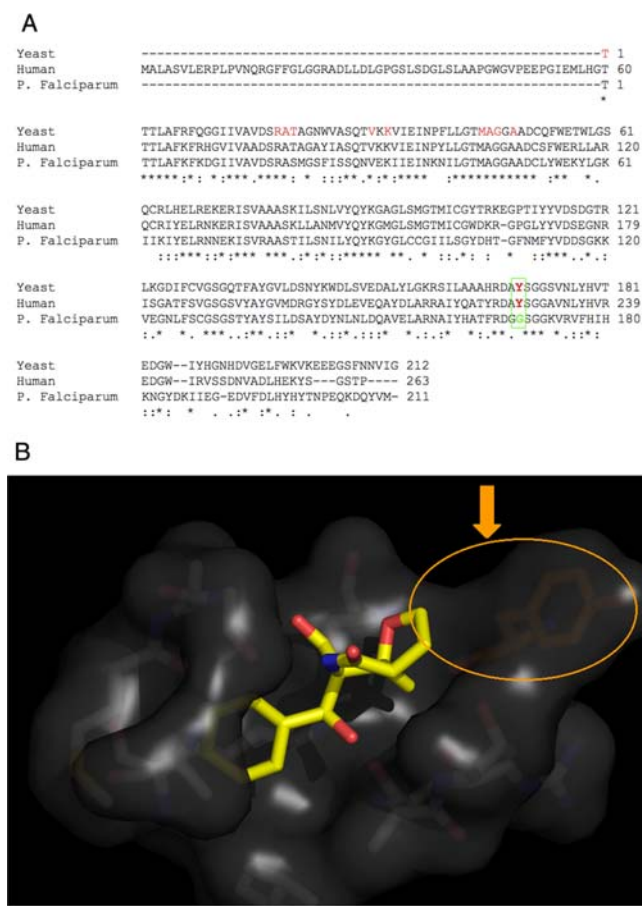 A
Yeast ------------------------------------------------------------T 1
Human MALASVLERPLPVNQRGFFGLGGRADLLDLGPGSLSDGLSLAAPGWGVPEEPGIEMLHGT 60
P. Falciparum -----------------------------------------------------------T 1
*
Yeast TTLAFRFQGGIIVAVDSRATAGNWVASQTVKKVIEINPFLLGTMAGGAADCQFWETWLGS 61
Human TTLAFKFRHGVIVAADSRATAGAYIASQTVKKVIEINPYLLGTMAGGAADCSFWERLLAR 120
P. Falciparum TTLAFKFKDGIIVAVDSRASMGSFISSQNVEKIIEINKNILGTMAGGAADCLYWEKYLGK 61
*****:*: *:***.****: * :::**.*:*:**** :*********** :** *.
Yeast QCRLHELREKERISVAAASKILSNLVYQYKGAGLSMGTMICGYTRKEGPTIYYVDSDGTR 121
Human QCRIYELRNKERISVAAASKLLANMVYQYKGMGLSMGTMICGWDKR-GPGLYYVDSEGNR 179
P. Falciparum IIKIYELRNNEKISVRAASTILSNILYQYKGYGLCCGIILSGYDHT-GFNMFYVDDSGKK 120
:::***::*:*** ***.:*:*::***** **. * ::.*: : * ::***..*.:
Yeast LKGDIFCVGSGQTFAYGVLDSNYKWDLSVEDALYLGKRSILAAAHRDAYSGGSVNLYHVT 181
Human ISGATFSVGSGSVYAYGVMDRGYSYDLEVEQAYDLARRAIYQATYRDAYSGGAVNLYHVR 239
P. Falciparum VEGNLFSCGSGSTYAYSILDSAYDYNLNLDQAVELARNAIYHATFRDGGSGGKVRVFHIH 180
:.* *. ***..:**.::* *.::*.:::* *.:.:* *:.**. *** *.::*:
Yeast EDGW--IYHGNHDVGELFWKVKEEEGSFNNVIG 212
Human EDGW--IRVSSDNVADLHEKYS---GSTP---- 263
P. Falciparum KNGYDKIIEG-EDVFDLHYHYTNPEQKDQYVM- 211
::*: * . .:* :*. : . .
B